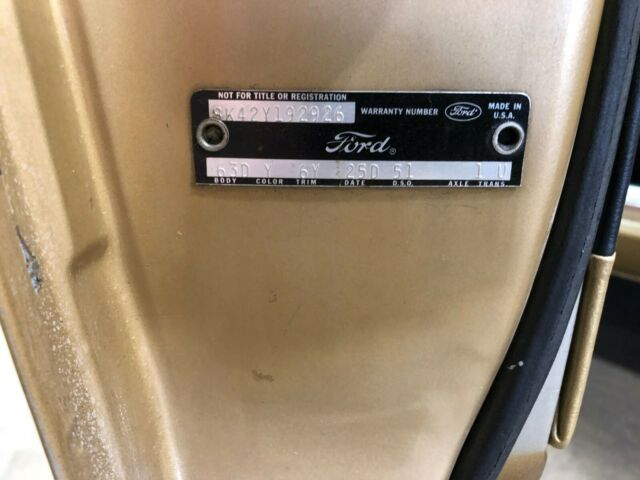 NOT FOR TITLE OR REGISTRATION
8K42Y192926 WARRANTY NUMBER Ford MADE IN U.S.A.
Ford®
63D Y 6Y 25D 51 1 U
BODY COLOR TRIM DATE D.S.O. AXLE TRANS